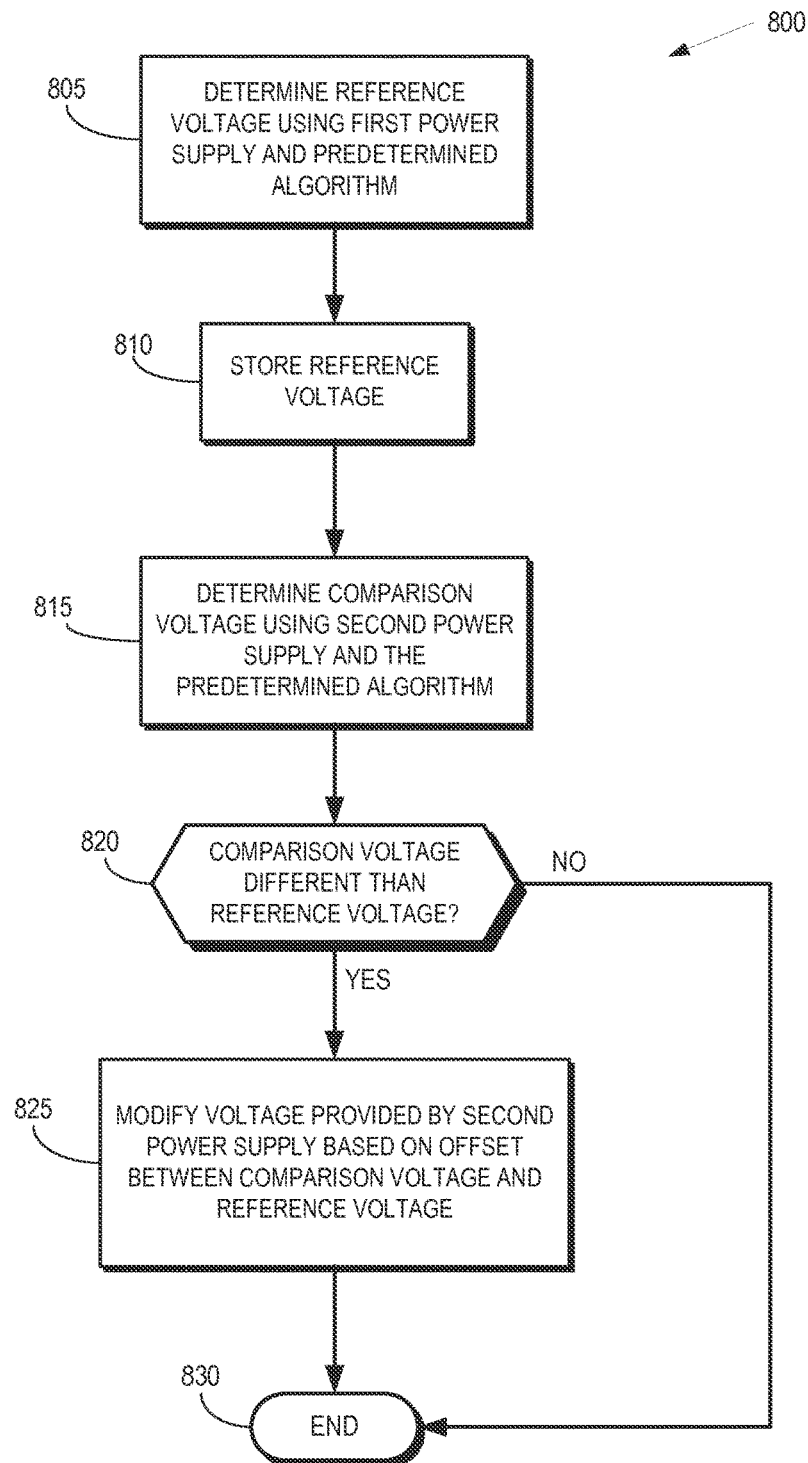 800
805
DETERMINE REFERENCE
VOLTAGE USING FIRST POWER
SUPPLY AND PREDETERMINED
ALGORITHM
810
STORE REFERENCE
VOLTAGE
815
DETERMINE COMPARISON
VOLTAGE USING SECOND POWER
SUPPLY AND THE
PREDETERMINED ALGORITHM
820
COMPARISON VOLTAGE
DIFFERENT THAN
REFERENCE VOLTAGE?
NO
YES
825
MODIFY VOLTAGE PROVIDED BY SECOND
POWER SUPPLY BASED ON OFFSET
BETWEEN COMPARISON VOLTAGE AND
REFERENCE VOLTAGE
830
END